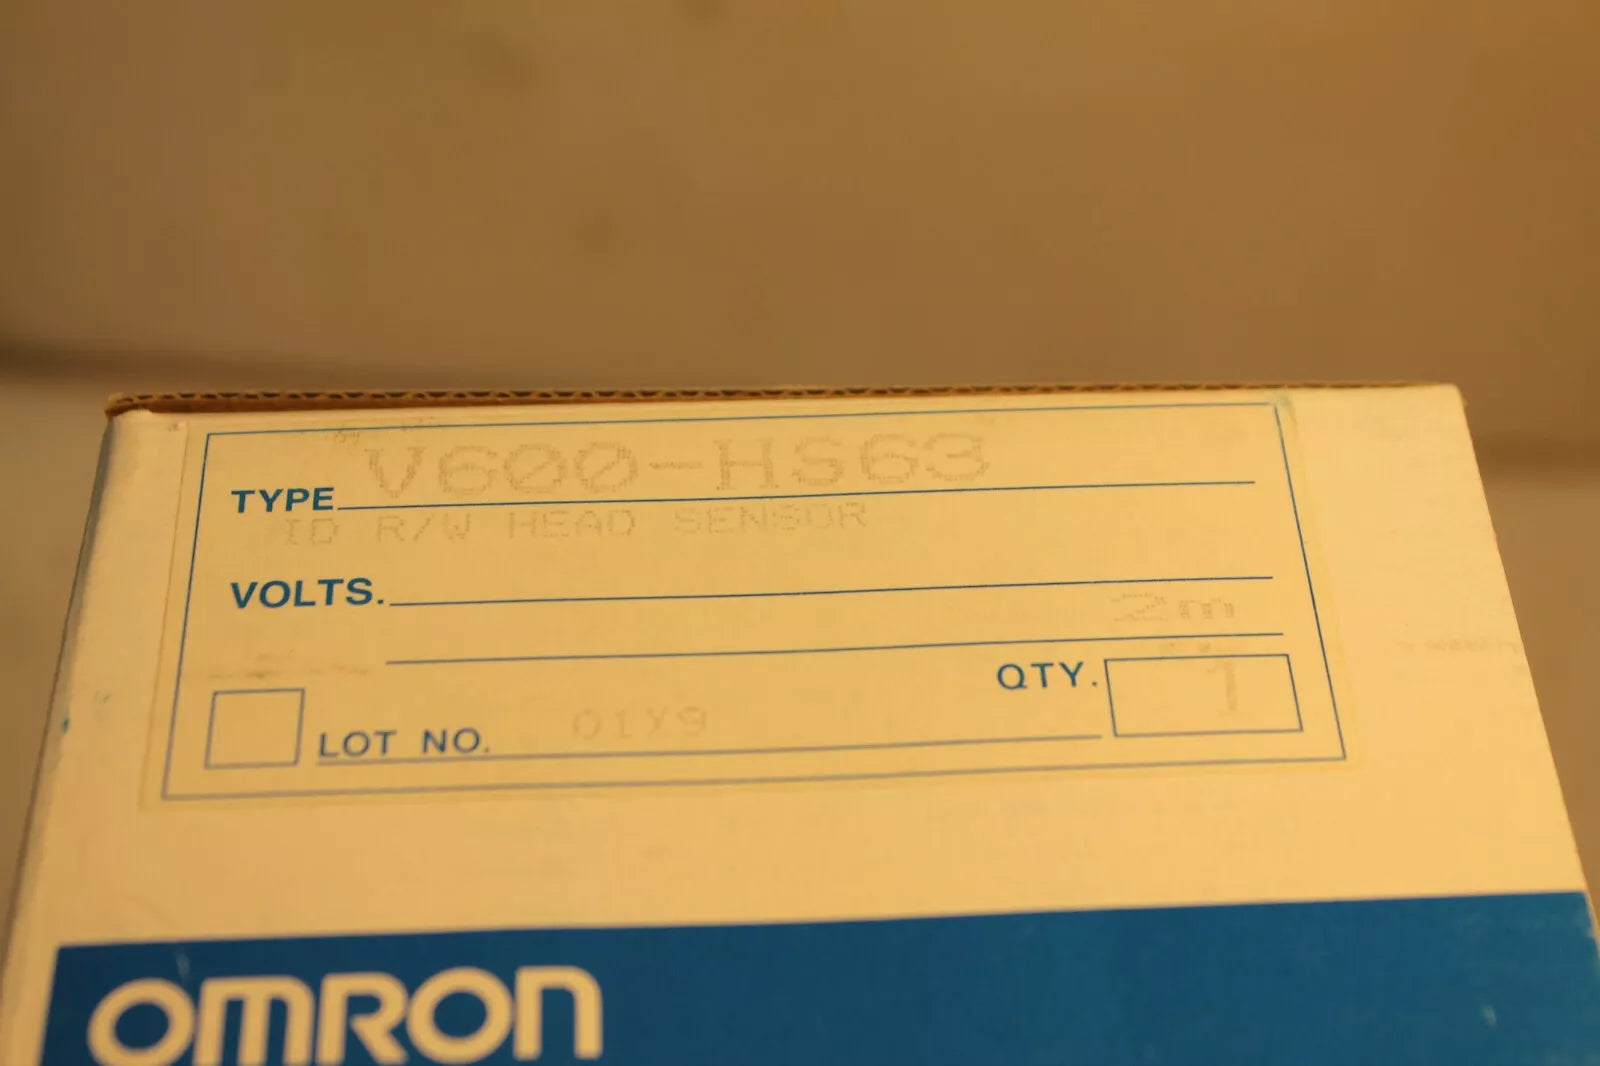 TYPE V600-HS63
ID R/W HEAD SENSOR
VOLTS.
2m
QTY. 1
LOT NO. 01X9
OMRON